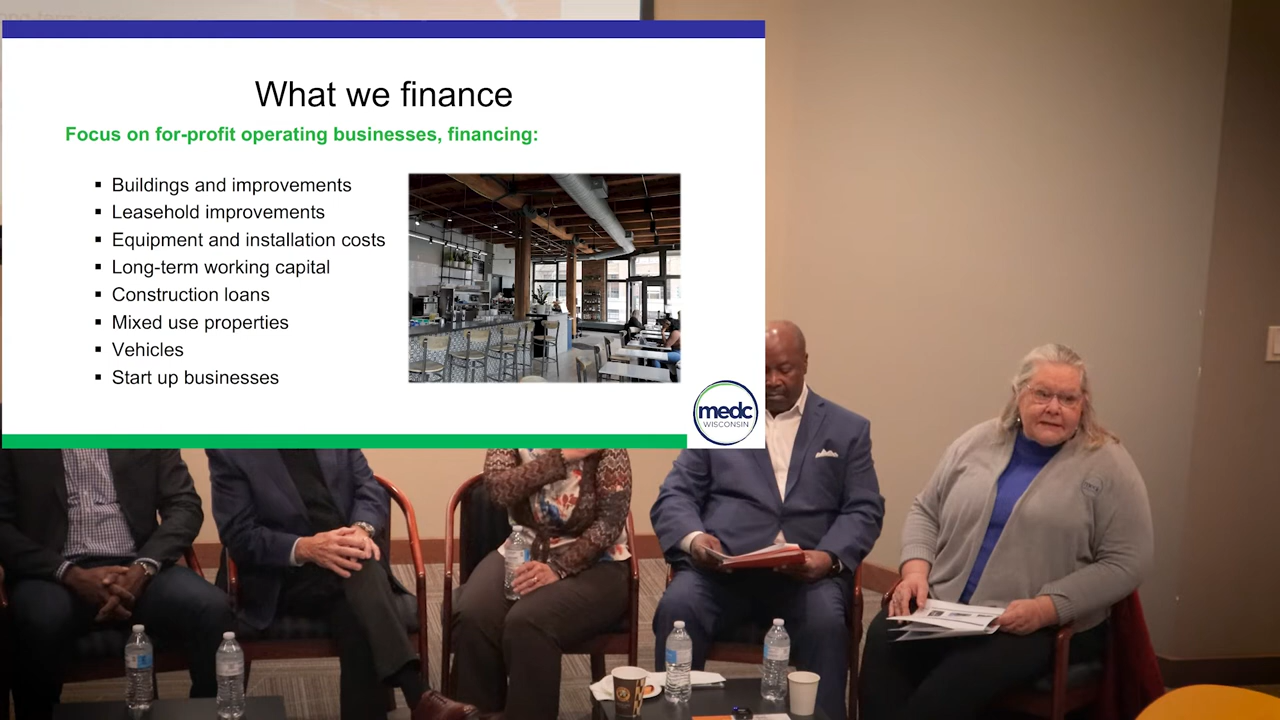 What we finance
Focus on for-profit operating businesses, financing:
▪ Buildings and improvements
▪ Leasehold improvements
▪ Equipment and installation costs
▪ Long-term working capital
▪ Construction loans
▪ Mixed use properties
▪ Vehicles
▪ Start up businesses
medc
WISCONSIN